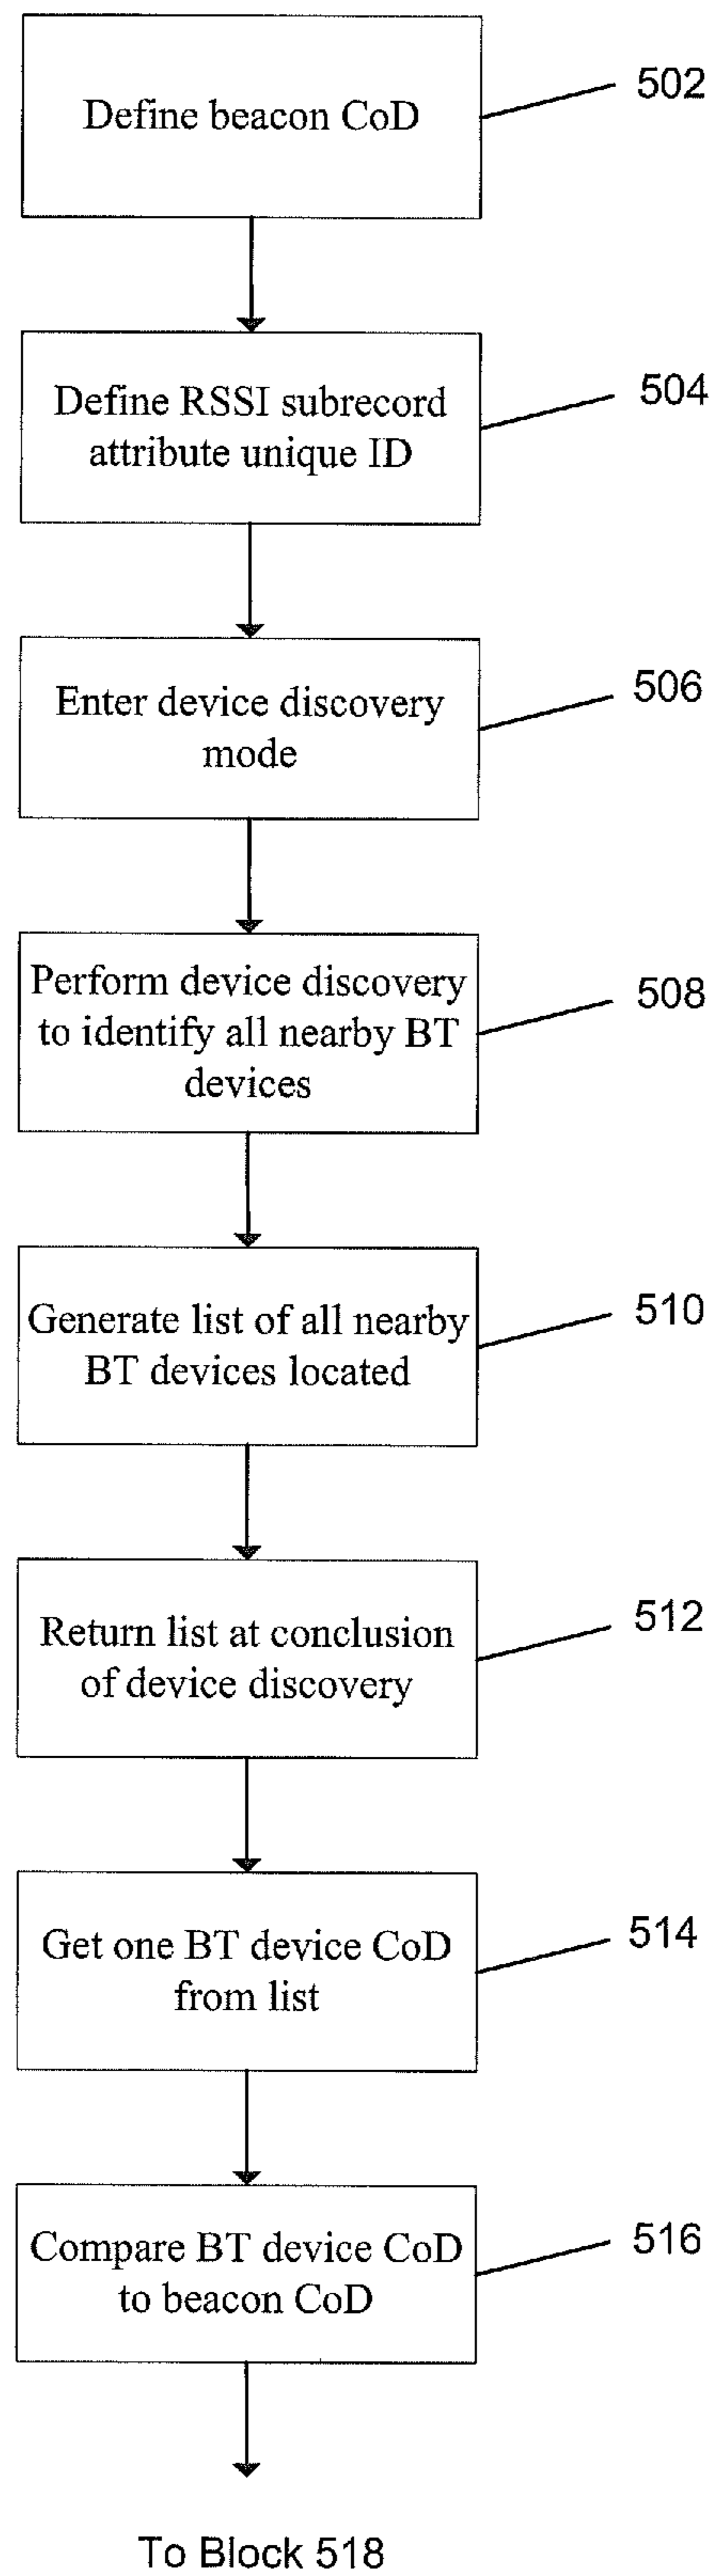 Define beacon CoD
502
Define RSSI subrecord
attribute unique ID
504
Enter device discovery
mode
506
Perform device discovery
to identify all nearby BT
devices
508
Generate list of all nearby
BT devices located
510
Return list at conclusion
of device discovery
512
Get one BT device CoD
from list
514
Compare BT device CoD
to beacon CoD
516
To Block 518